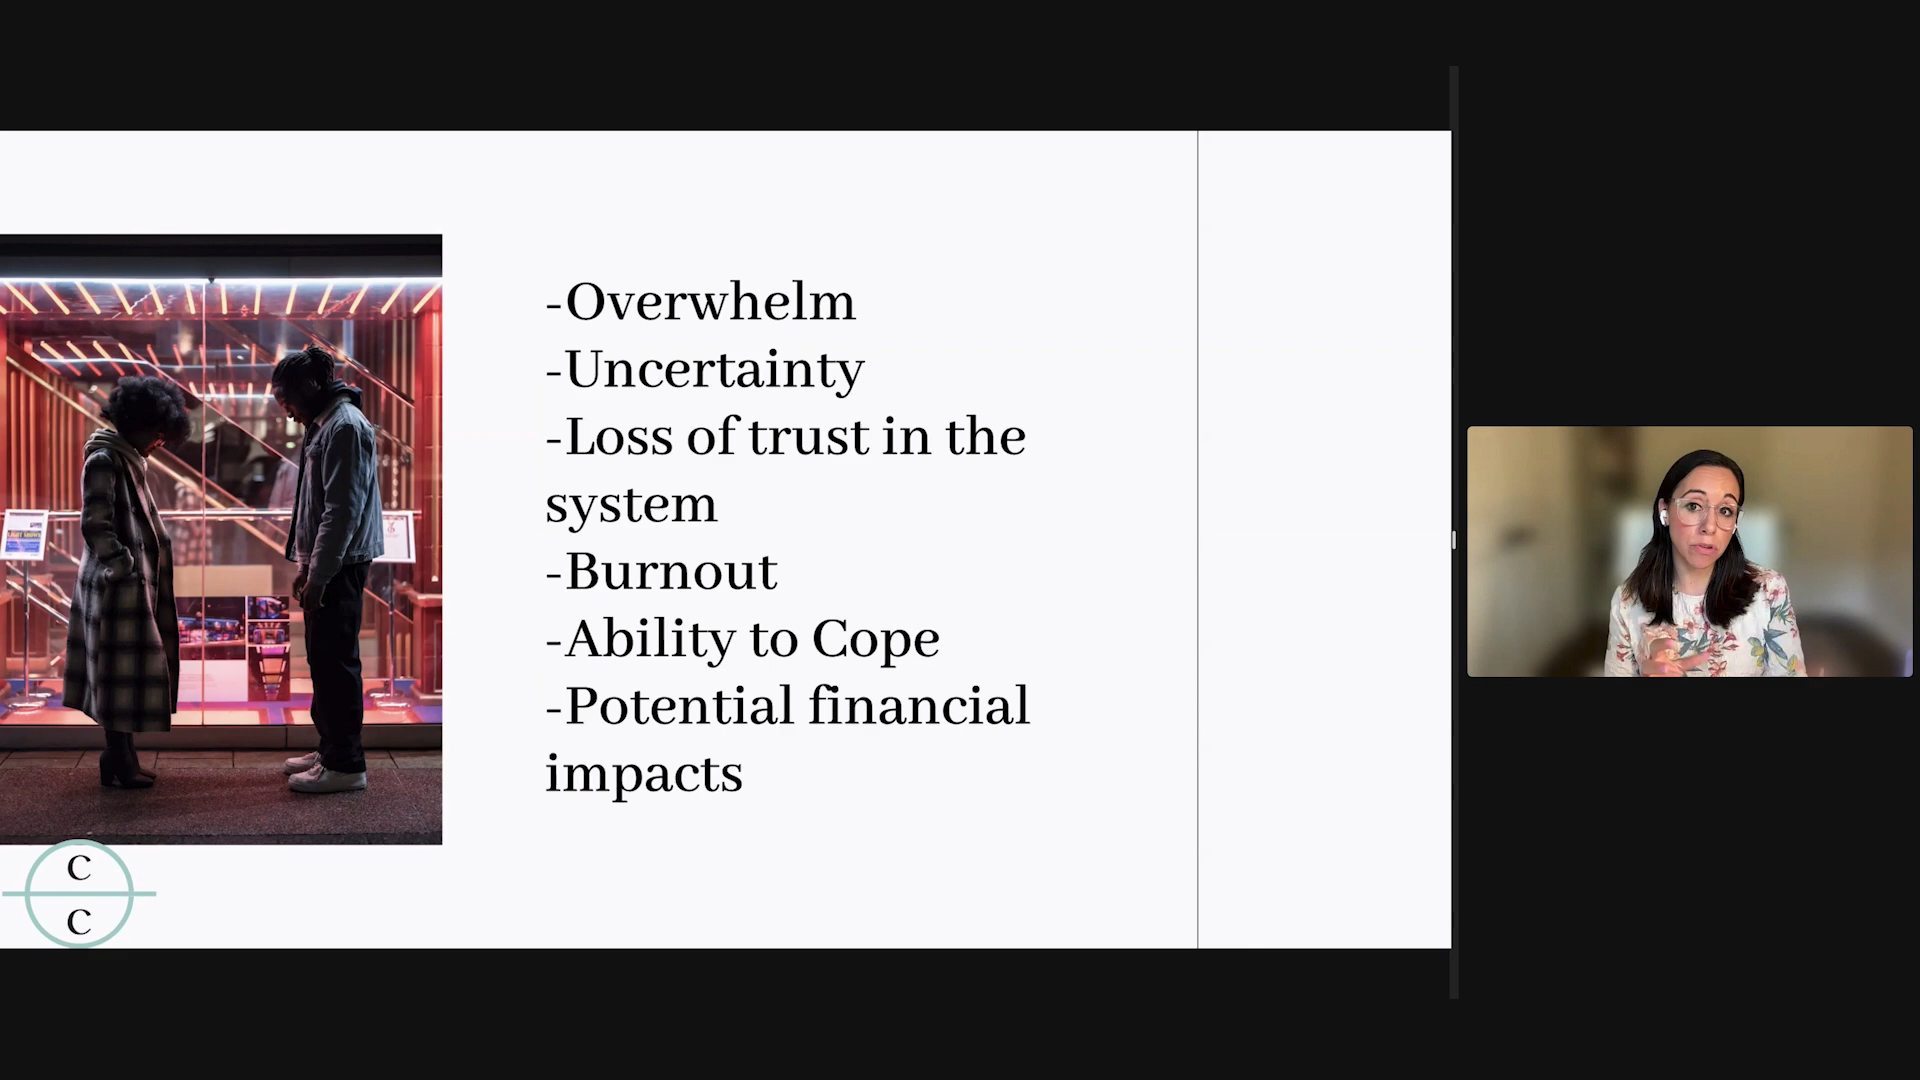 -Overwhelm
-Uncertainty
-Loss of trust in the
system
-Burnout
-Ability to Cope
-Potential financial
impacts
C
C